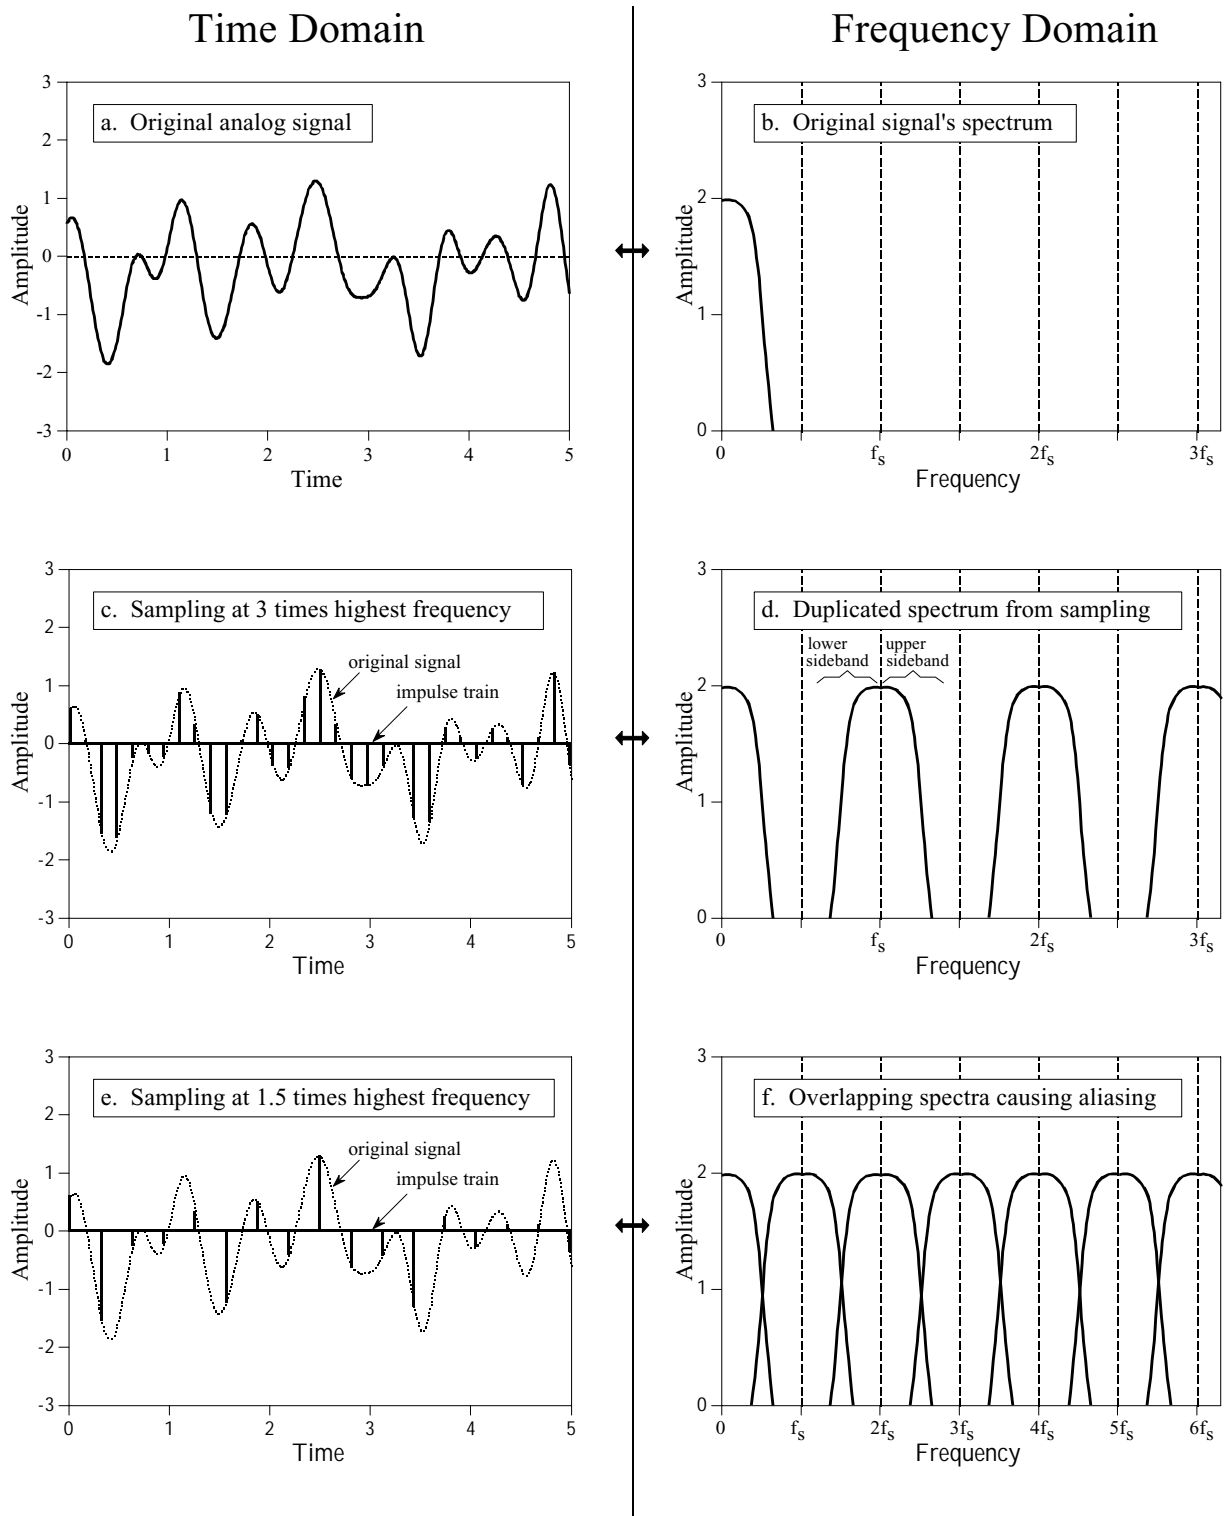 Time Domain
Frequency Domain
a. Original analog signal
3
2
1
0
-1
-2
-3
Amplitude
0 1 2 3 4 5
Time
b. Original signal's spectrum
3
2
1
0
Amplitude
0 fs 2fs 3fs
Frequency
c. Sampling at 3 times highest frequency
original signal
impulse train
3
2
1
0
-1
-2
-3
Amplitude
0 1 2 3 4 5
Time
d. Duplicated spectrum from sampling
lower
sideband
upper
sideband
3
2
1
0
Amplitude
0 fs 2fs 3fs
Frequency
e. Sampling at 1.5 times highest frequency
original signal
impulse train
3
2
1
0
-1
-2
-3
Amplitude
0 1 2 3 4 5
Time
f. Overlapping spectra causing aliasing
3
2
1
0
Amplitude
0 fs 2fs 3fs 4fs 5fs 6fs
Frequency